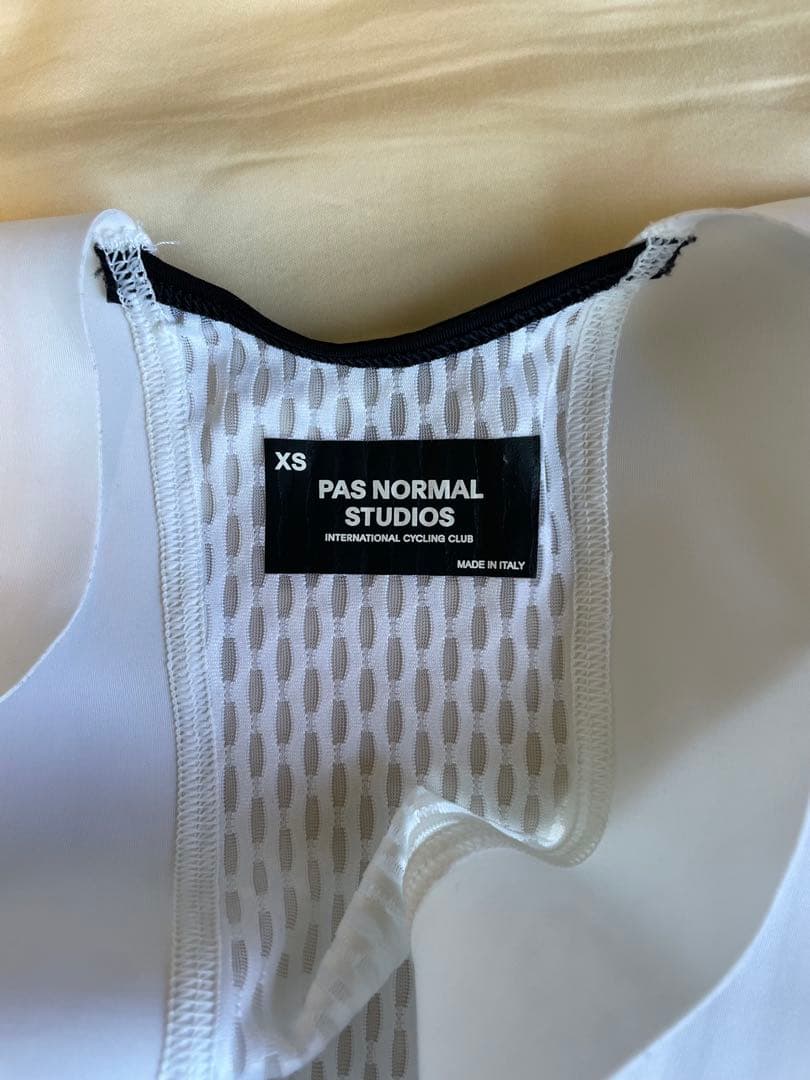 XS
PAS NORMAL
STUDIOS
INTERNATIONAL CYCLING CLUB
MADE IN ITALY